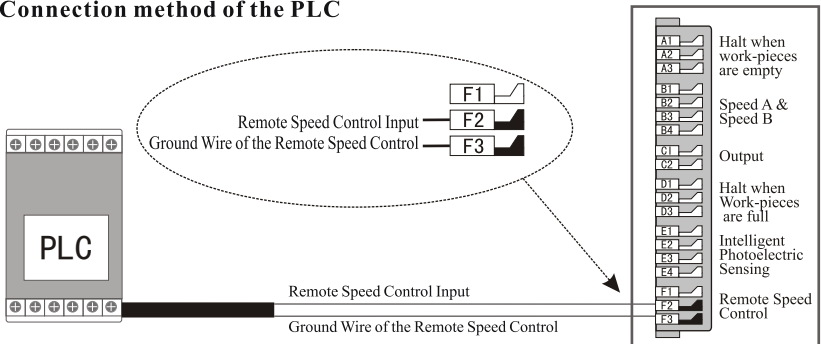 Connection method of the PLC
F1
Remote Speed Control Input
F2
Ground Wire of the Remote Speed Control
F3
PLC
Remote Speed Control Input
Ground Wire of the Remote Speed Control
A1
A2
A3
Halt when
work-pieces
are empty
B1
B2
B3
B4
Speed A &
Speed B
C1
C2
Output
D1
D2
D3
Halt when
Work-pieces
are full
E1
E2
E3
E4
Intelligent
Photoelectric
Sensing
F1
F2
F3
Remote Speed
Control